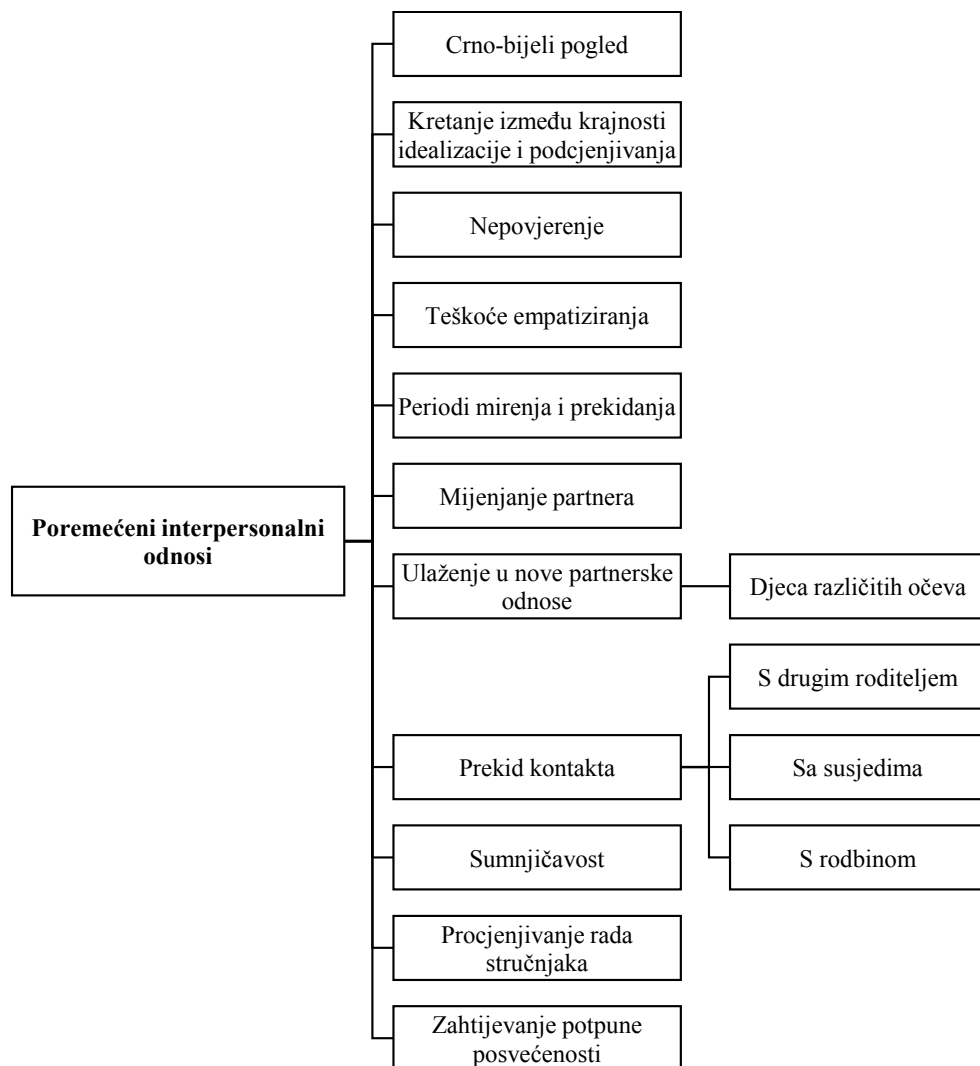 Crno-bijeli pogled
Kretanje između krajnosti
idealizacije i podcjenjivanja
Nepovjerenje
Teškoće empatiziranja
Periodi mirenja i prekidanja
Mijenjanje partnera
Poremećeni interpersonalni
odnosi
Ulaženje u nove partnerske
odnose
Djeca različitih očeva
S drugim roditeljem
Prekid kontakta
Sa susjedima
Sumnjičavost
S rodbinom
Procjenjivanje rada
stručnjaka
Zahtijevanje potpune
posvećenosti